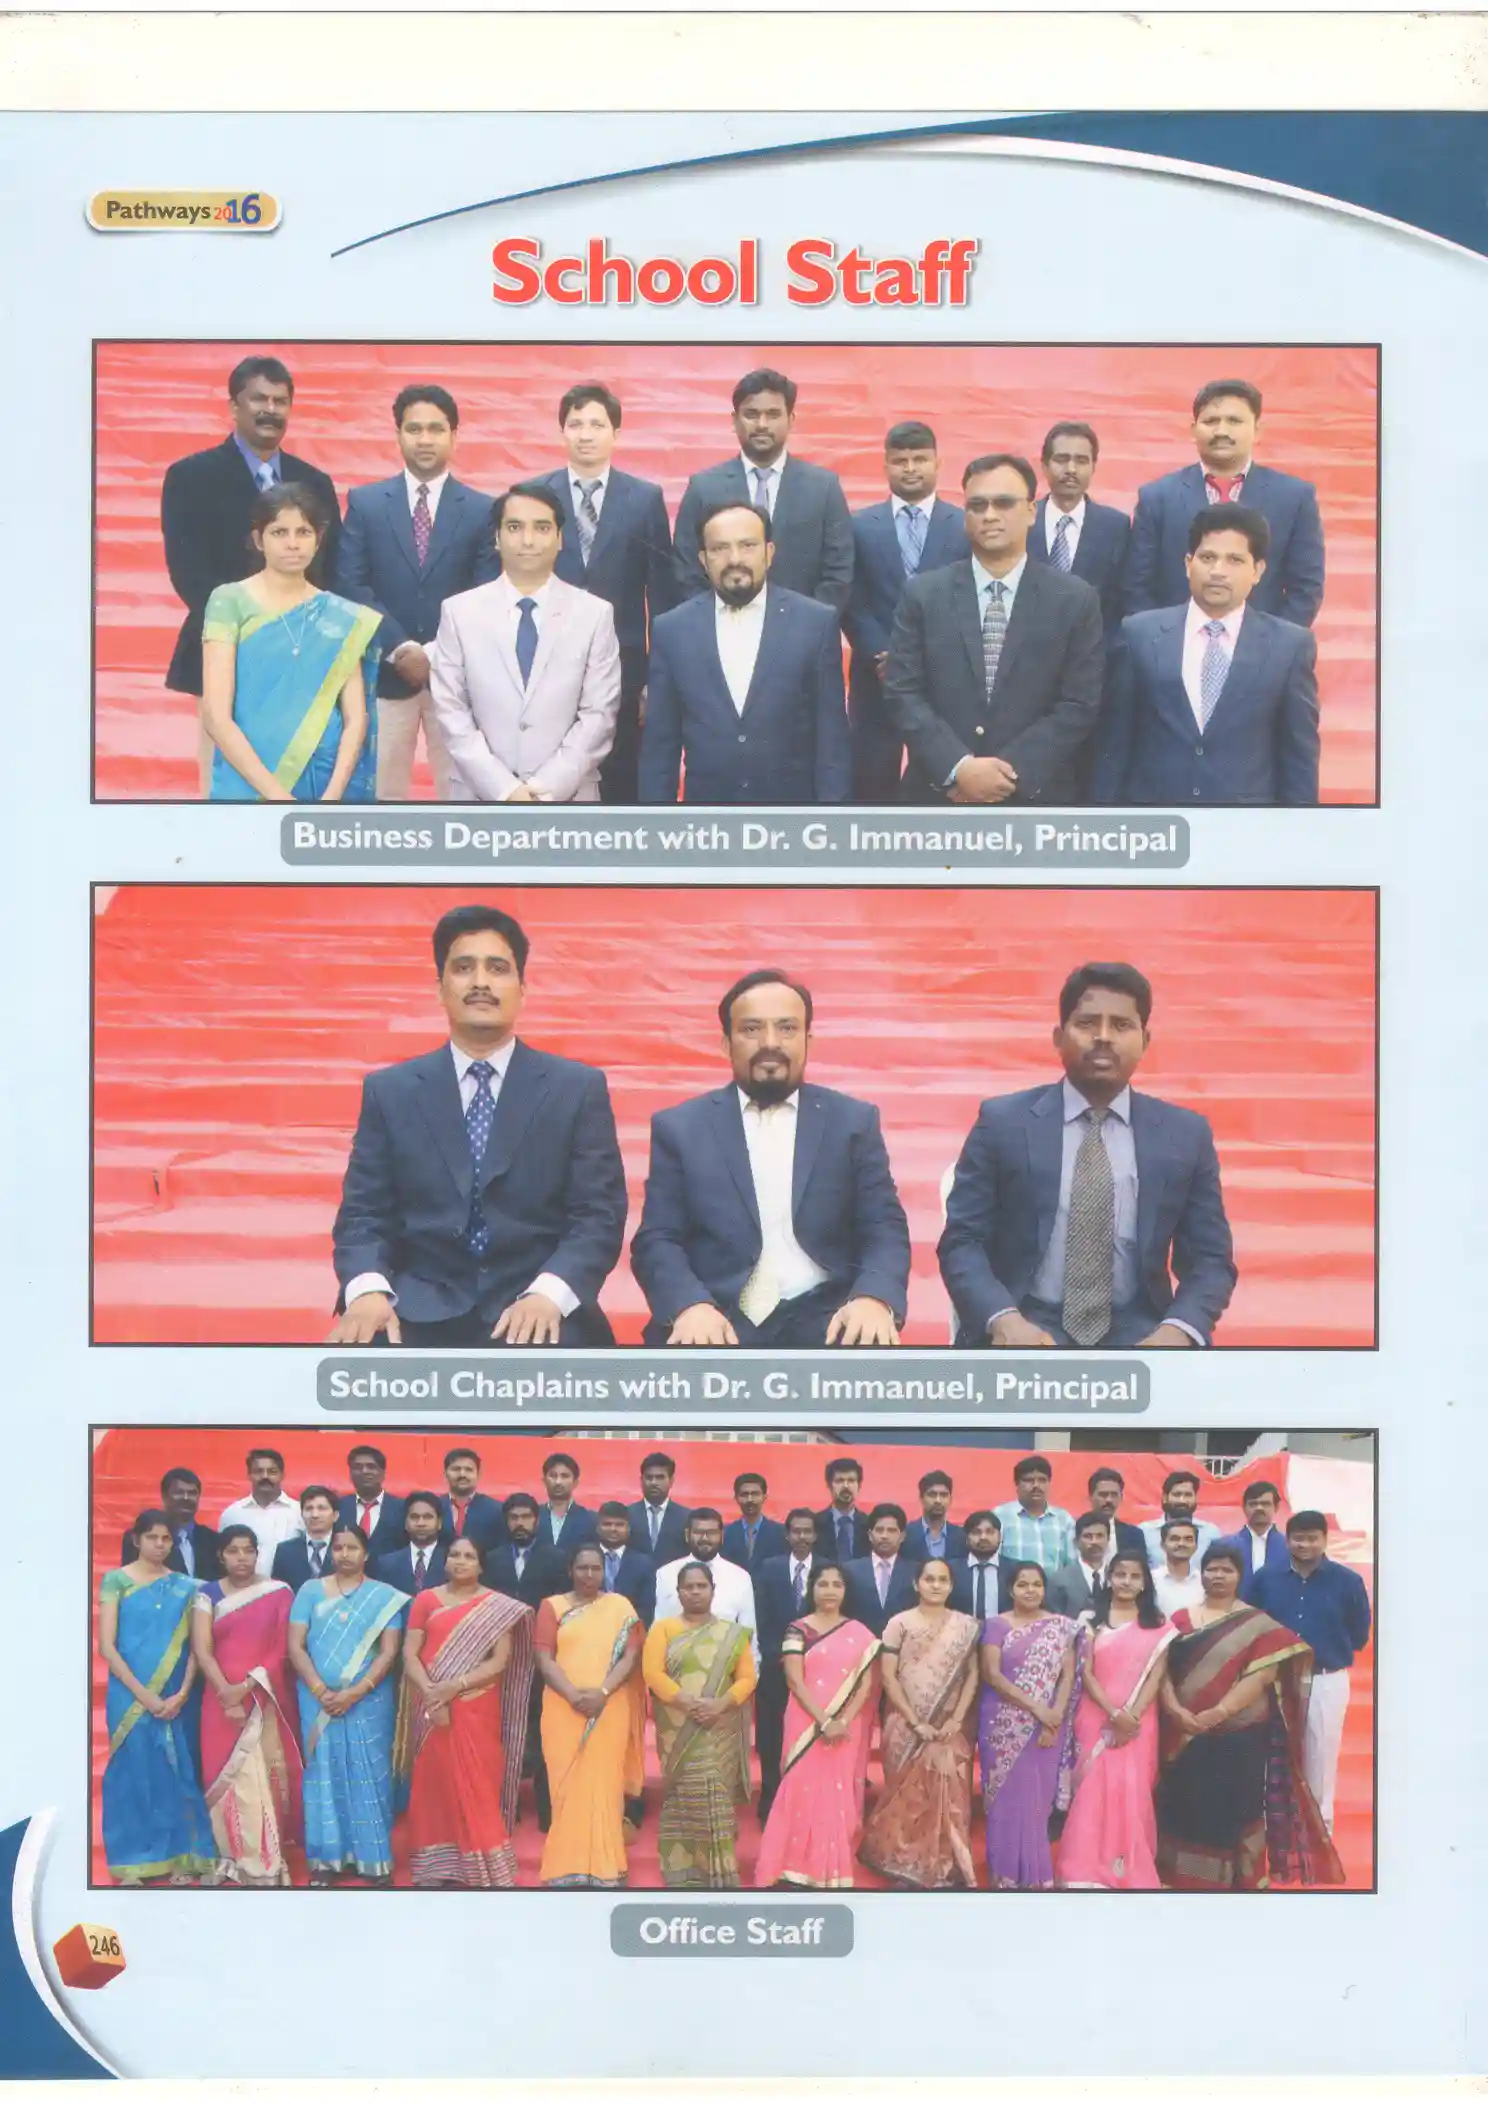 Pathways 2016
School Staff
Business Department with Dr. G. Immanuel, Principal
School Chaplains with Dr. G. Immanuel, Principal
Office Staff
246